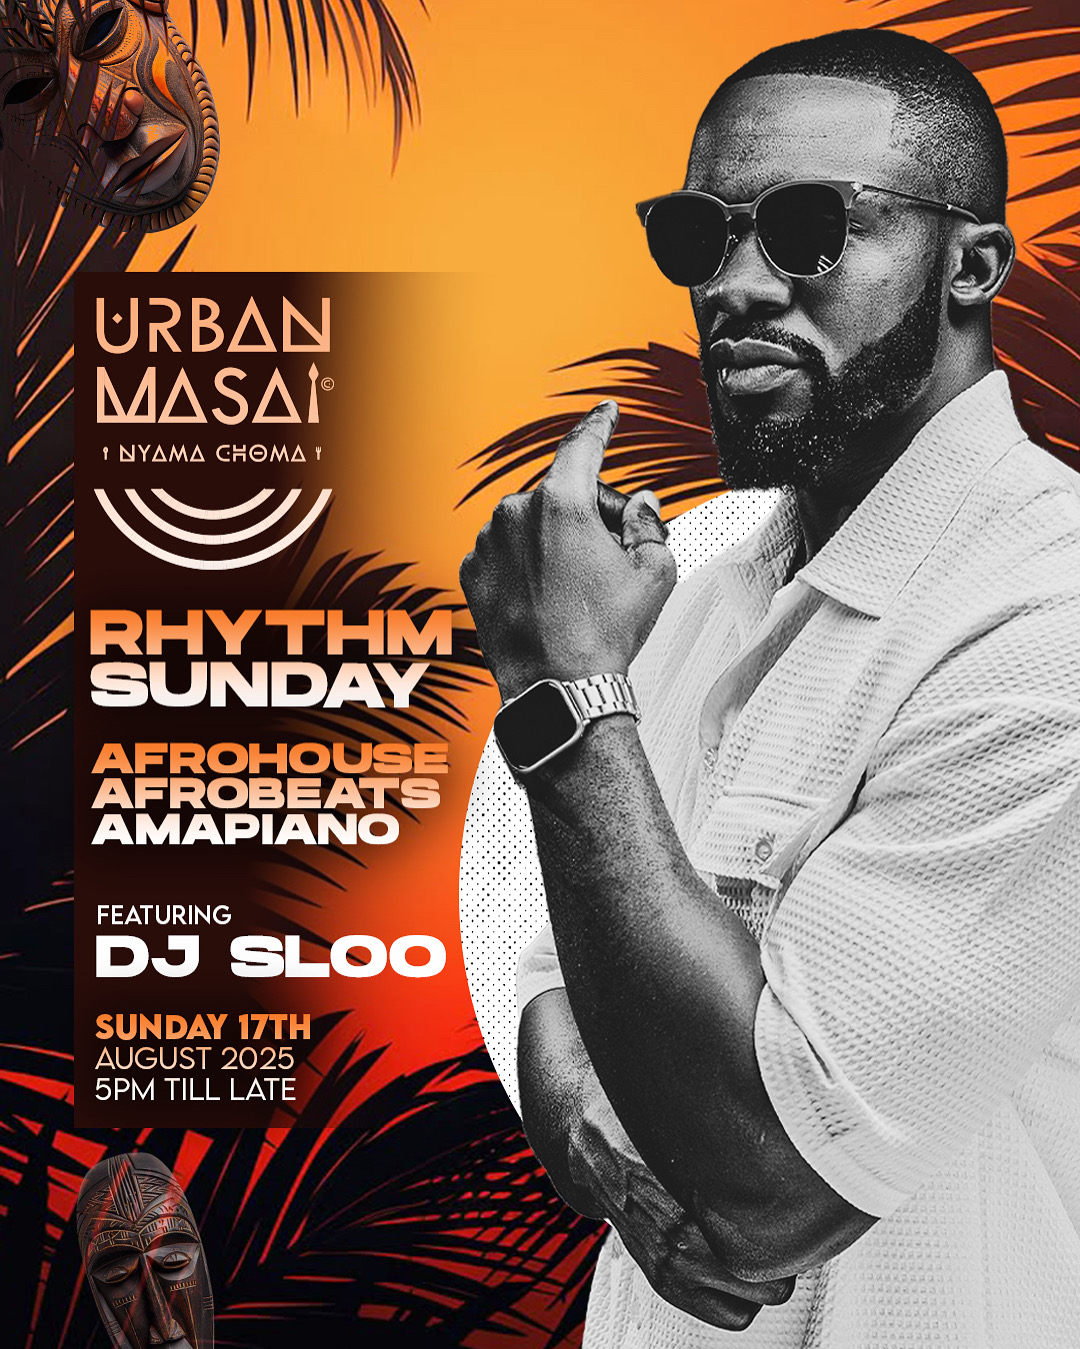 URBAN
MASAI©
NYAMA CHOMA
RHYTHM
SUNDAY
AFROHOUSE
AFROBEATS
AMAPIANO
FEATURING
DJ SLOO
SUNDAY 17TH
AUGUST 2025
5PM TILL LATE